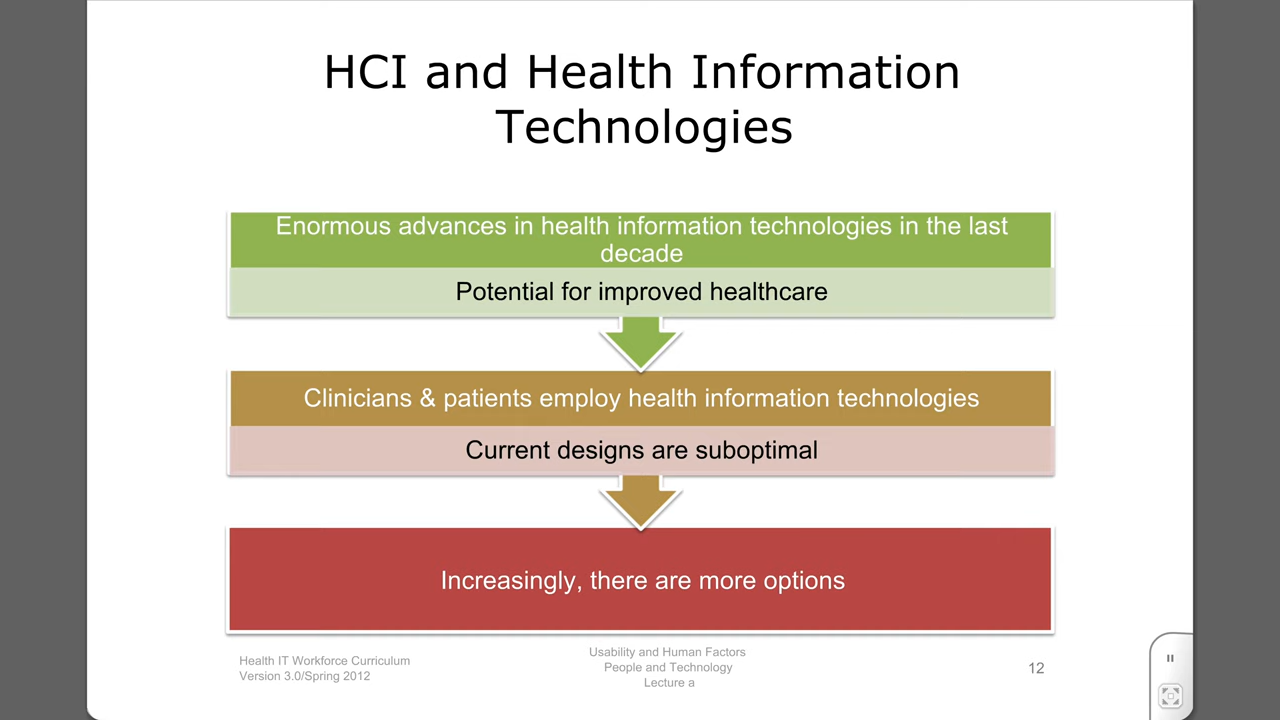 HCI and Health Information
Technologies
Enormous advances in health information technologies in the last
decade
Potential for improved healthcare
Clinicians & patients employ health information technologies
Current designs are suboptimal
Increasingly, there are more options
Health IT Workforce Curriculum
Version 3.0/Spring 2012
Usability and Human Factors
People and Technology
Lecture a
12